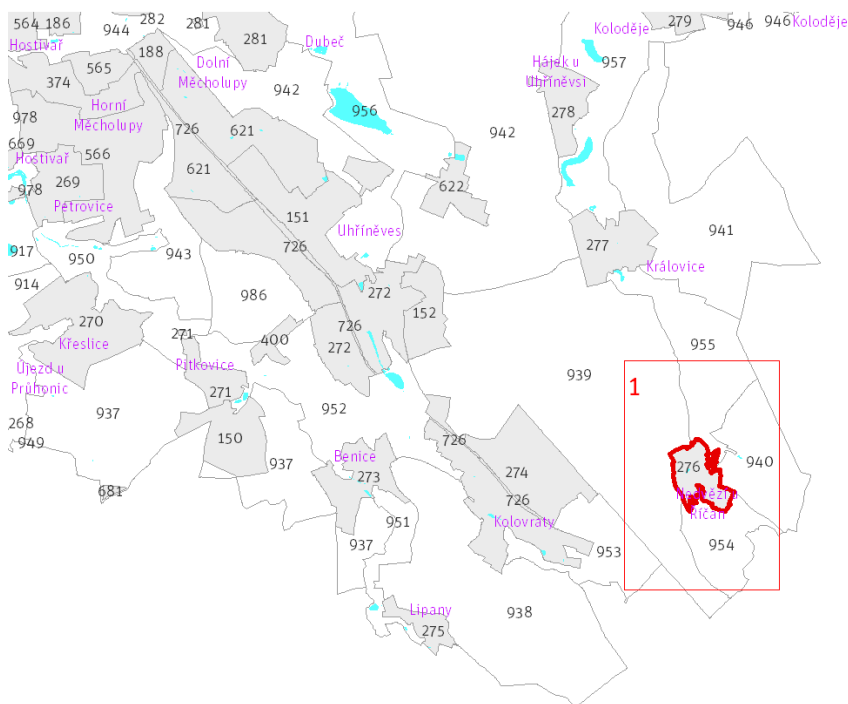 564
186
944
282
281
279
946
946
Koloděje
Hostivař
188
Dolní
Měcholupy
281
Dubeč
Koloděje
957
374
565
942
Hájek u
Uhříněvsi
978
Horní
Měcholupy
726
621
956
942
278
669
566
Hostivař
978
269
621
622
Petrovice
151
726
Uhříněves
941
917
950
943
277
Královice
914
986
272
152
270
271
400
726
272
955
Křeslice
Pitkovice
939
1
Újezd u
Průhonic
271
937
952
268
949
150
937
Benice
273
726
274
276
940
Nedvězí u
Říčan
681
726
Kolovraty
951
937
953
954
Lipany
275
938